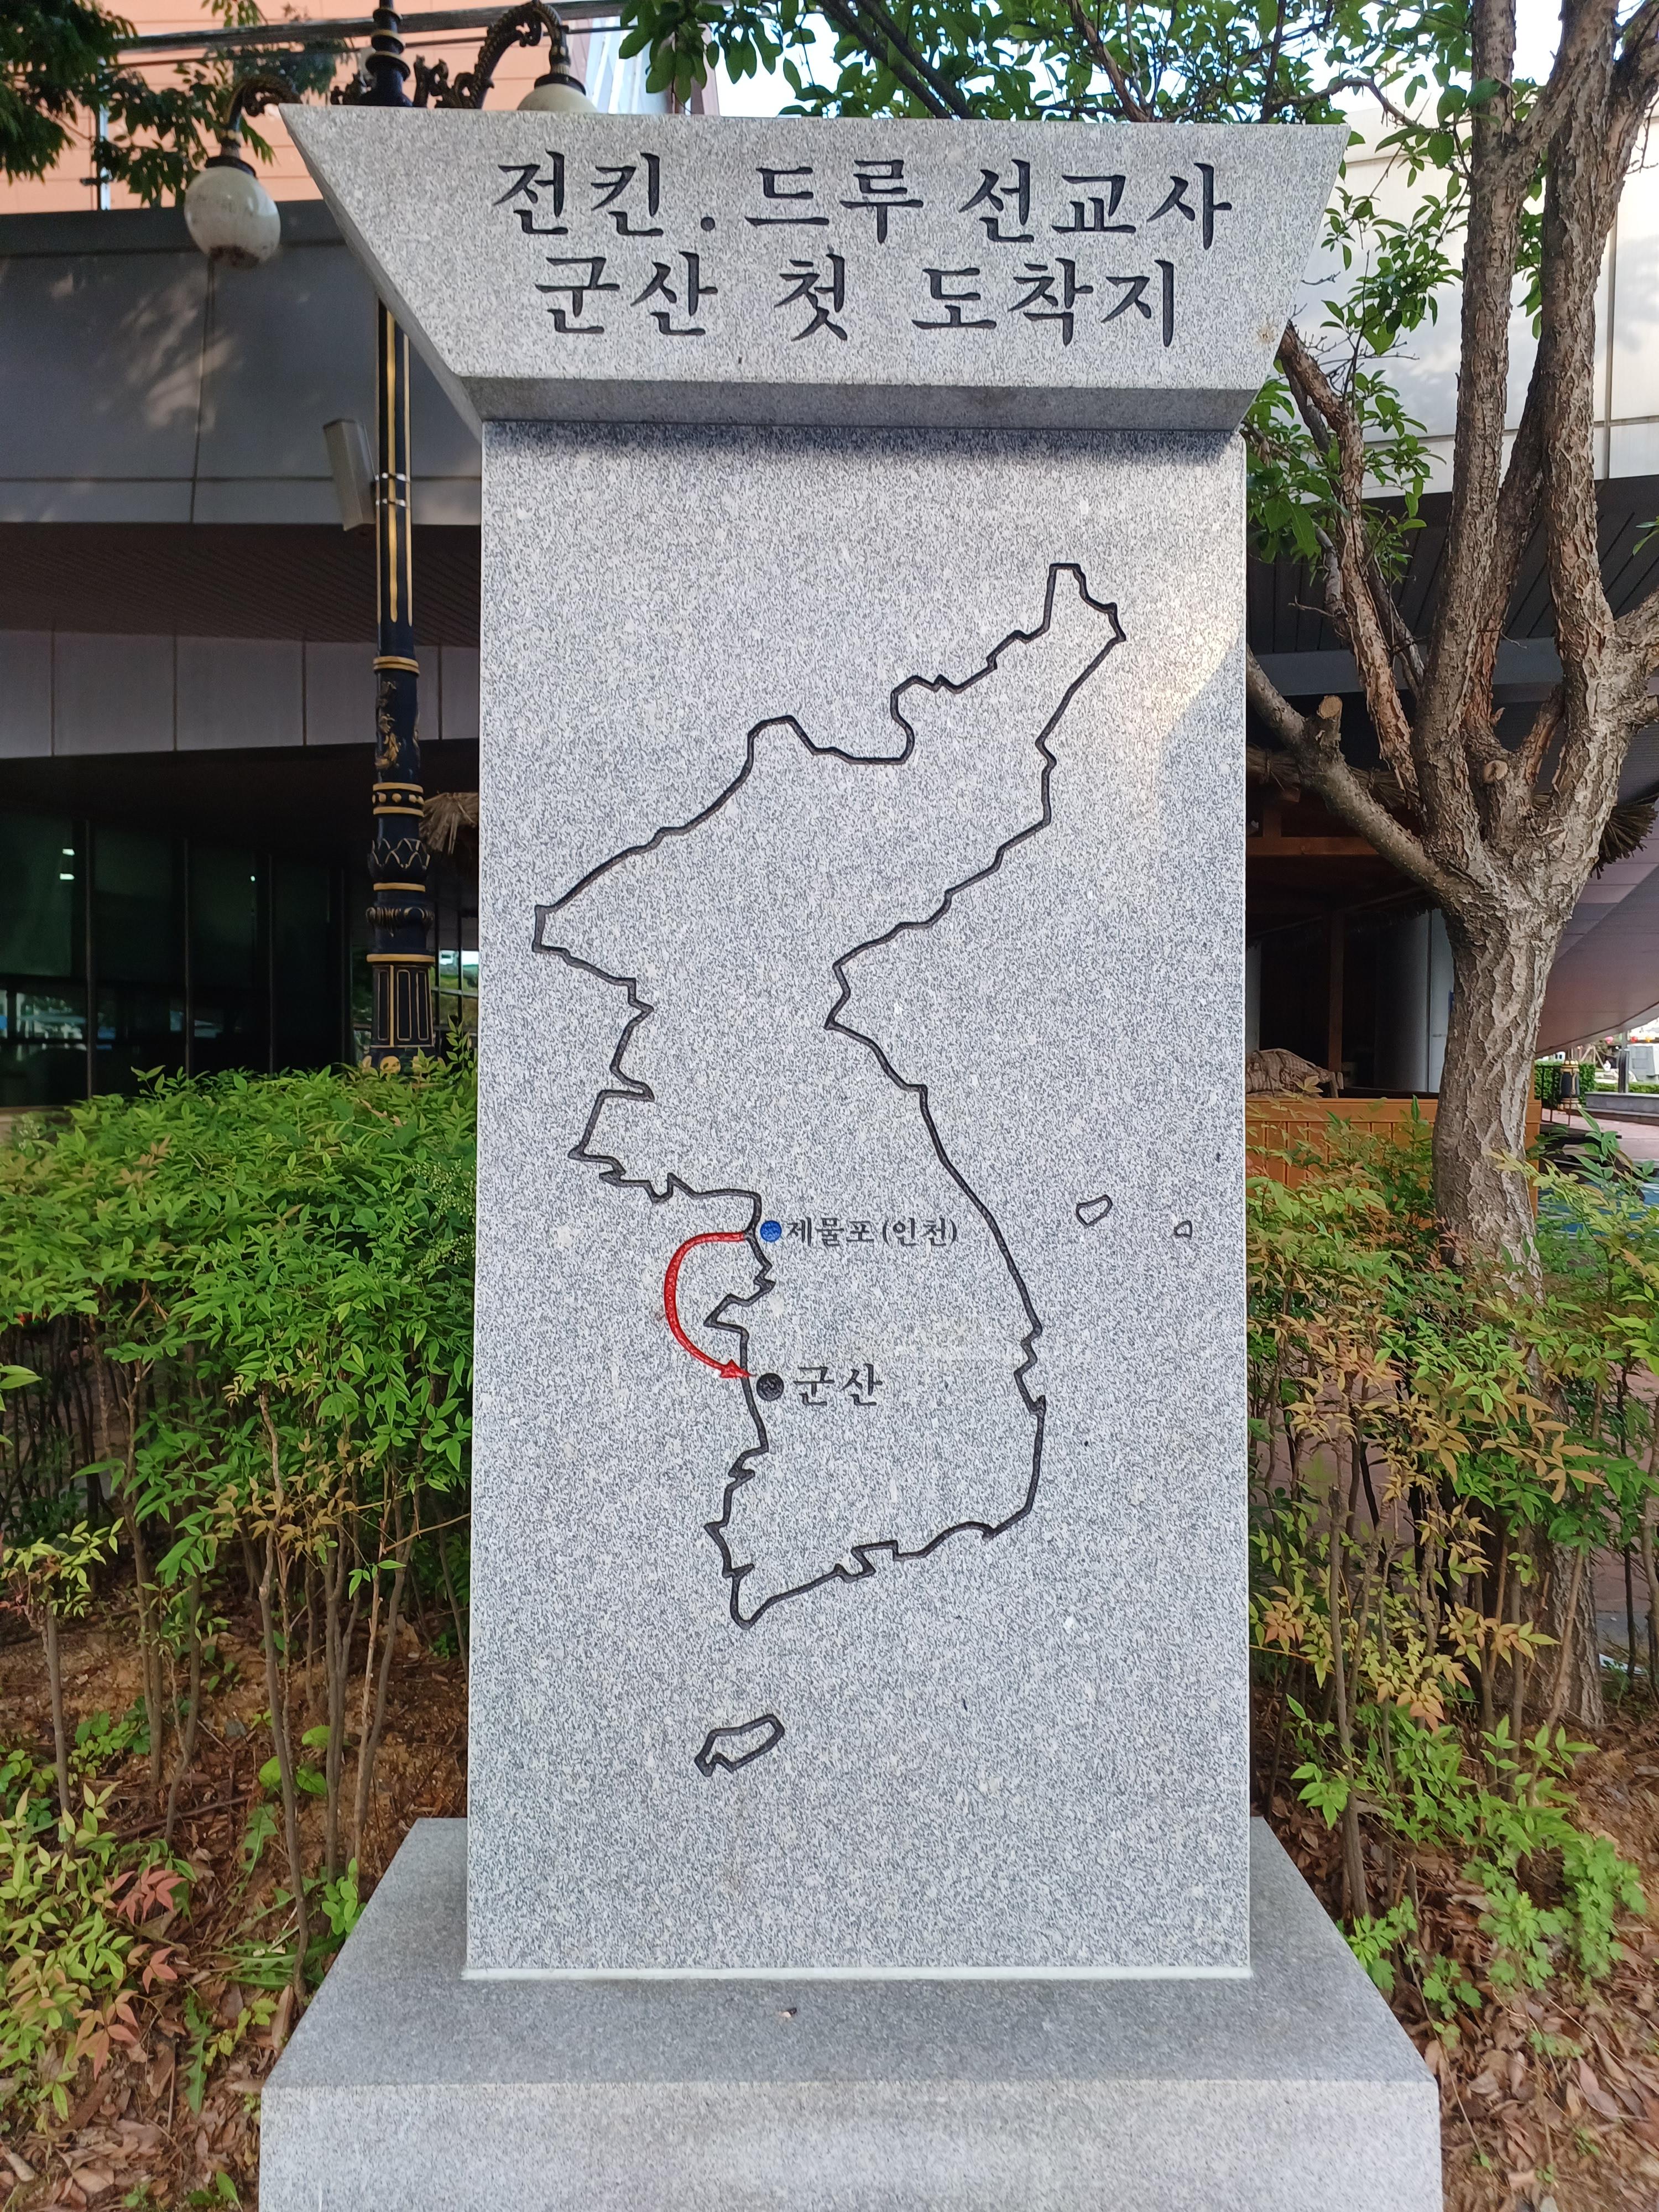 전킨.드루 선교사
군산 첫 도착지
제물포(인천)
군산